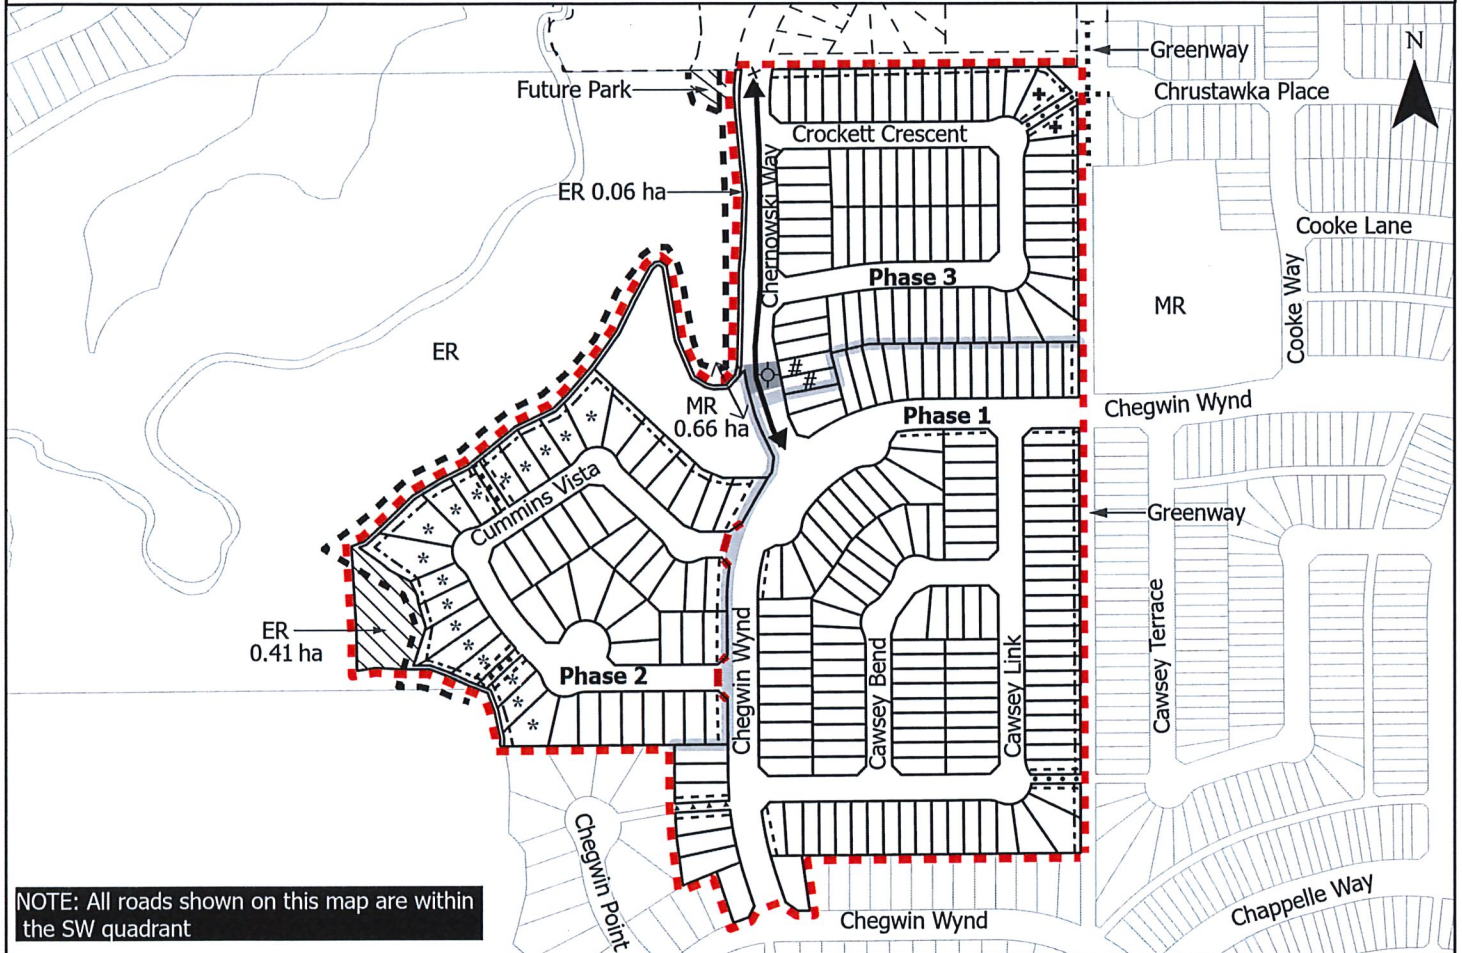 Greenway
N
Future Park
Chrustawka Place
Crockett Crescent
ER 0.06 ha
Chernowski Way
Cooke Lane
Phase 3
Cooke Way
MR
ER
# #
MR
0.66 ha
Phase 1
Chegwin Wynd
Cummins Vista
Greenway
ER
0.41 ha
Chegwin Wynd
Cawsey Bend
Cawsey Link
Cawsey Terrace
Phase 2
Chegwin Point
Chappelle Way
Chegwin Wynd
NOTE: All roads shown on this map are within
the SW quadrant